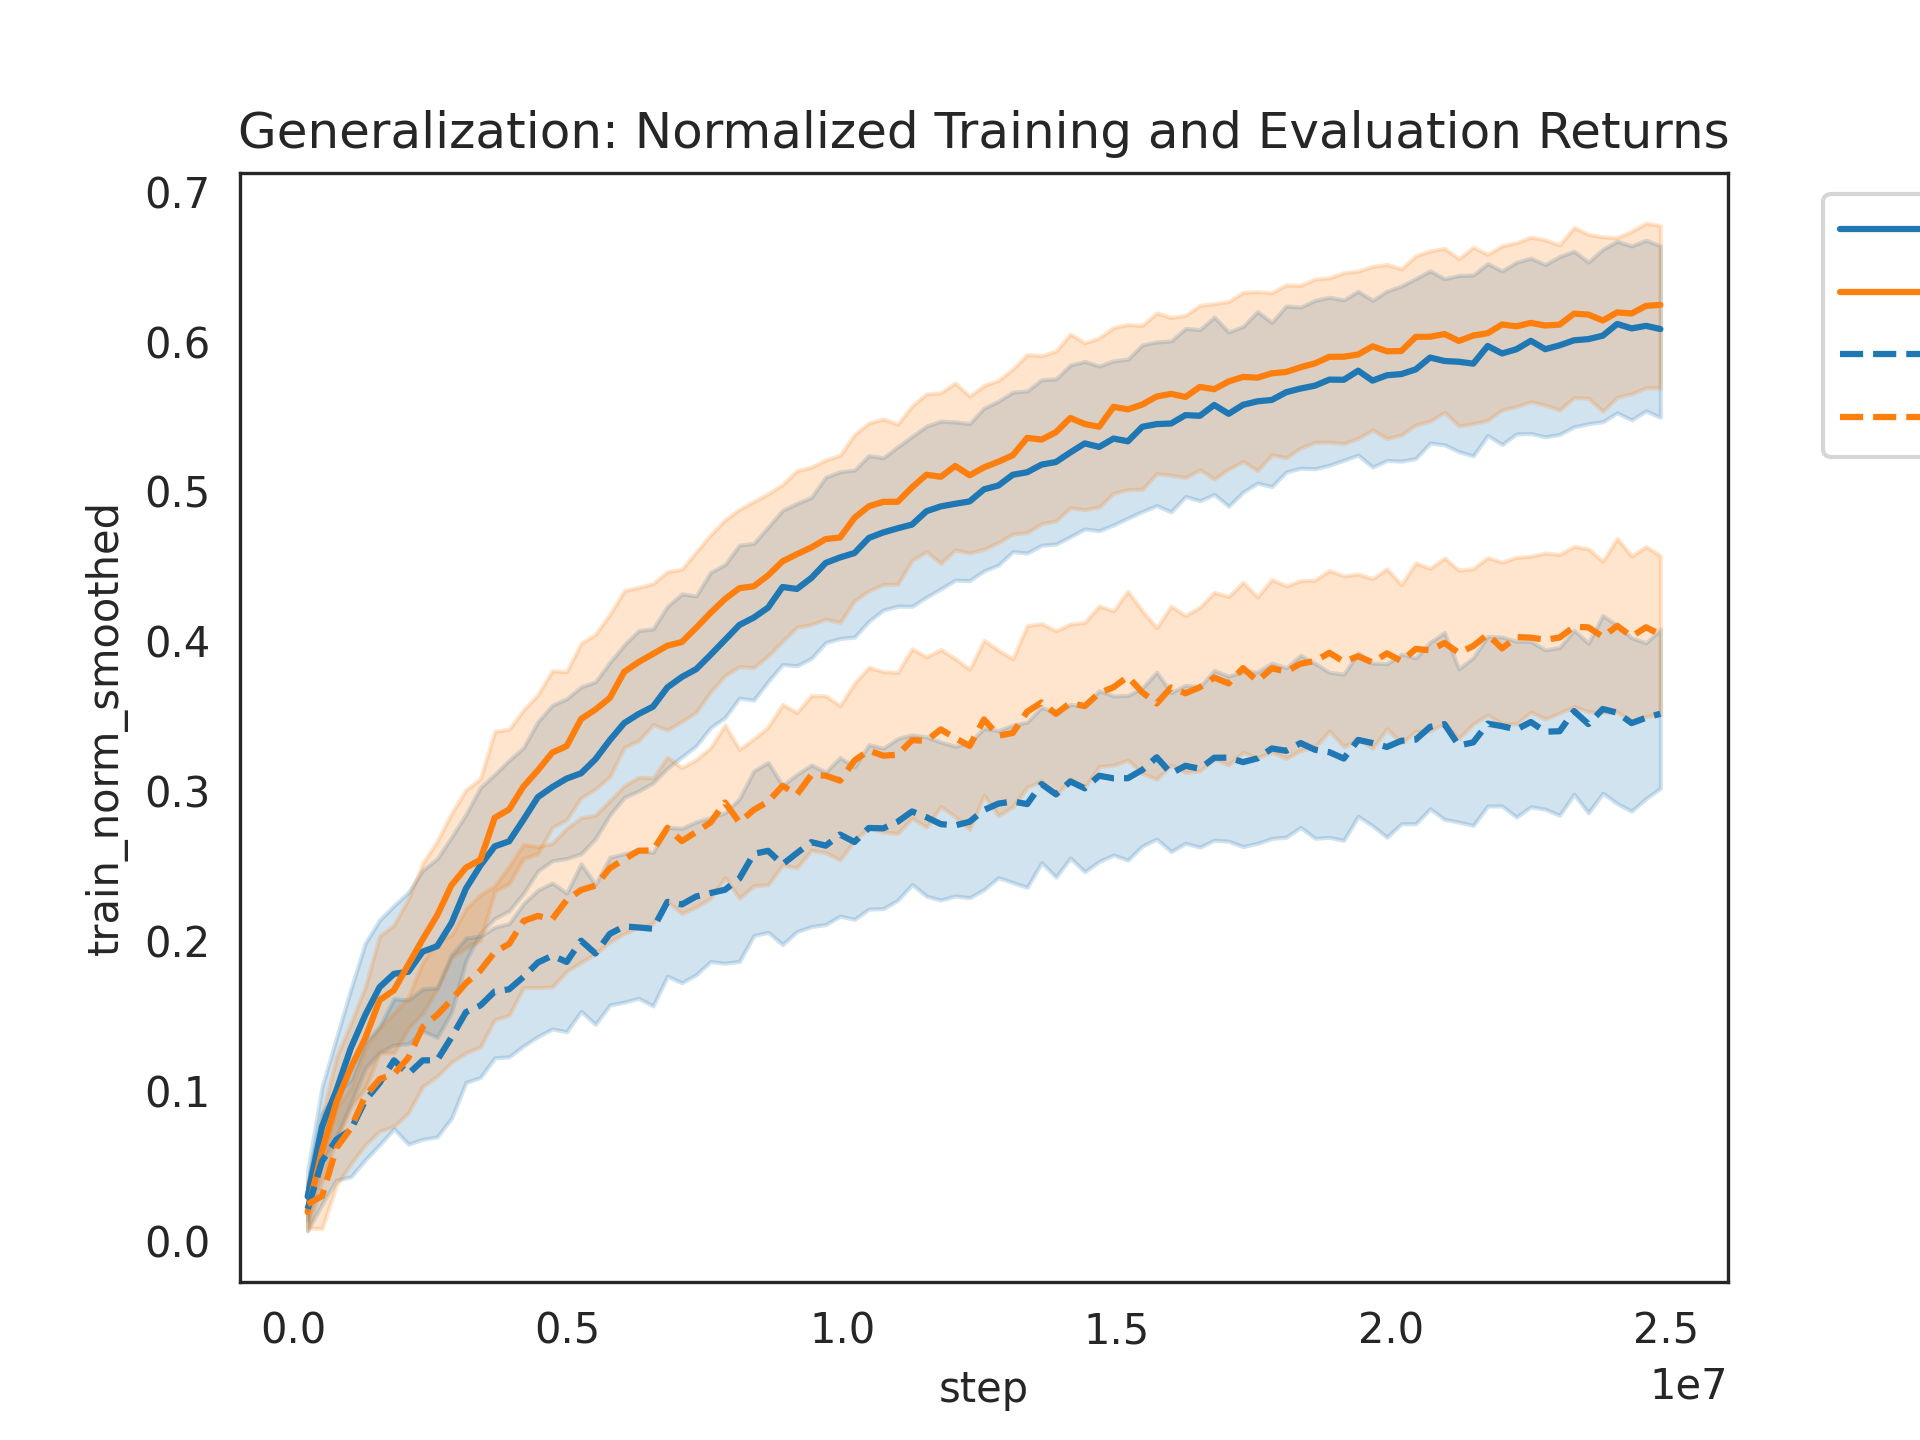 Generalization: Normalized Training and Evaluation Returns
0.7
0.6
0.5
0.4
0.3
0.2
0.1
0.0
train_norm_smoothed
0.0 0.5 1.0 1.5 2.0 2.5
1e7
step